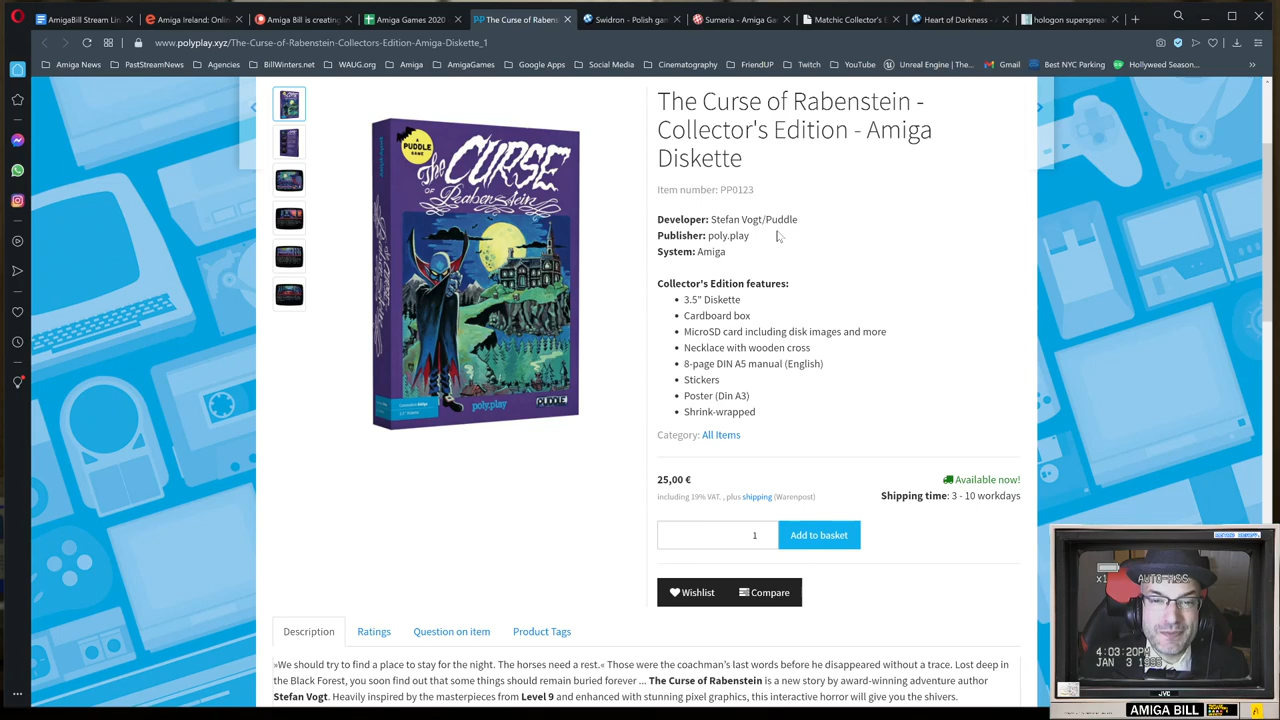 AmigaBill Stream Li
Amiga Ireland: Onli
Amiga Bill is creating
Amiga Games 2020
The Curse of Rabens
Swidron - Polish gam
Sumeria - Amiga Ga
Matchic Collector's E
Heart of Darkness - A
hologon superspread
www.polyplay.xyz/The-Curse-of-Rabenstein-Collectors-Edition-Amiga-Diskette_1
Amiga News
PastStreamNews
Agencies
BillWinters.net
WAUG.org
Amiga
AmigaGames
Google Apps
Social Media
Cinematography
FriendUP
Twitch
YouTube
Unreal Engine | The...
Gmail
Best NYC Parking
Hollyweed Season...
A PUDDLE GAME
The CURSE
OF Rabenstein
poly.play
PUDDLE
The Curse of Rabenstein -
Collector's Edition - Amiga
Diskette
Item number: PP0123
Developer: Stefan Vogt/Puddle
Publisher: poly.play
System: Amiga
Collector's Edition features:
• 3.5" Diskette
• Cardboard box
• MicroSD card including disk images and more
• Necklace with wooden cross
• 8-page DIN A5 manual (English)
• Stickers
• Poster (Din A3)
• Shrink-wrapped
Category: All Items
25,00 €
Available now!
including 19% VAT. , plus shipping (Warenpost)
Shipping time: 3 - 10 workdays
1
Add to basket
Wishlist
Compare
Description
Ratings
Question on item
Product Tags
»We should try to find a place to stay for the night. The horses need a rest.« Those were the coachman's last words before he disappeared without a trace. Lost deep in
the Black Forest, you soon find out that some things should remain buried forever ... The Curse of Rabenstein is a new story by award-winning adventure author
Stefan Vogt. Heavily inspired by the masterpieces from Level 9 and enhanced with stunning pixel graphics, this interactive horror will give you the shivers.
JVC
AMIGA BILL